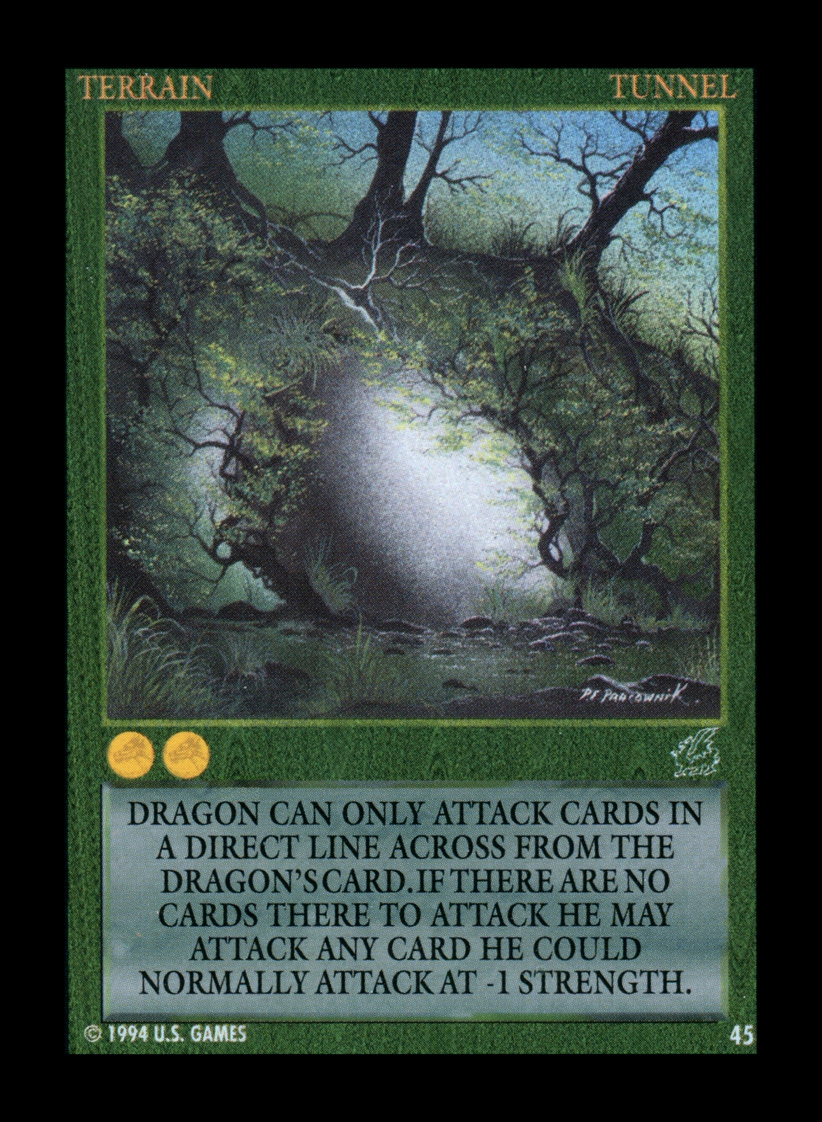 TERRAIN TUNNEL
P.F. PRACOWNIK.
DRAGON CAN ONLY ATTACK CARDS IN
A DIRECT LINE ACROSS FROM THE
DRAGON'S CARD. IF THERE ARE NO
CARDS THERE TO ATTACK HE MAY
ATTACK ANY CARD HE COULD
NORMALLY ATTACK AT -1 STRENGTH.
© 1994 U.S. GAMES 45